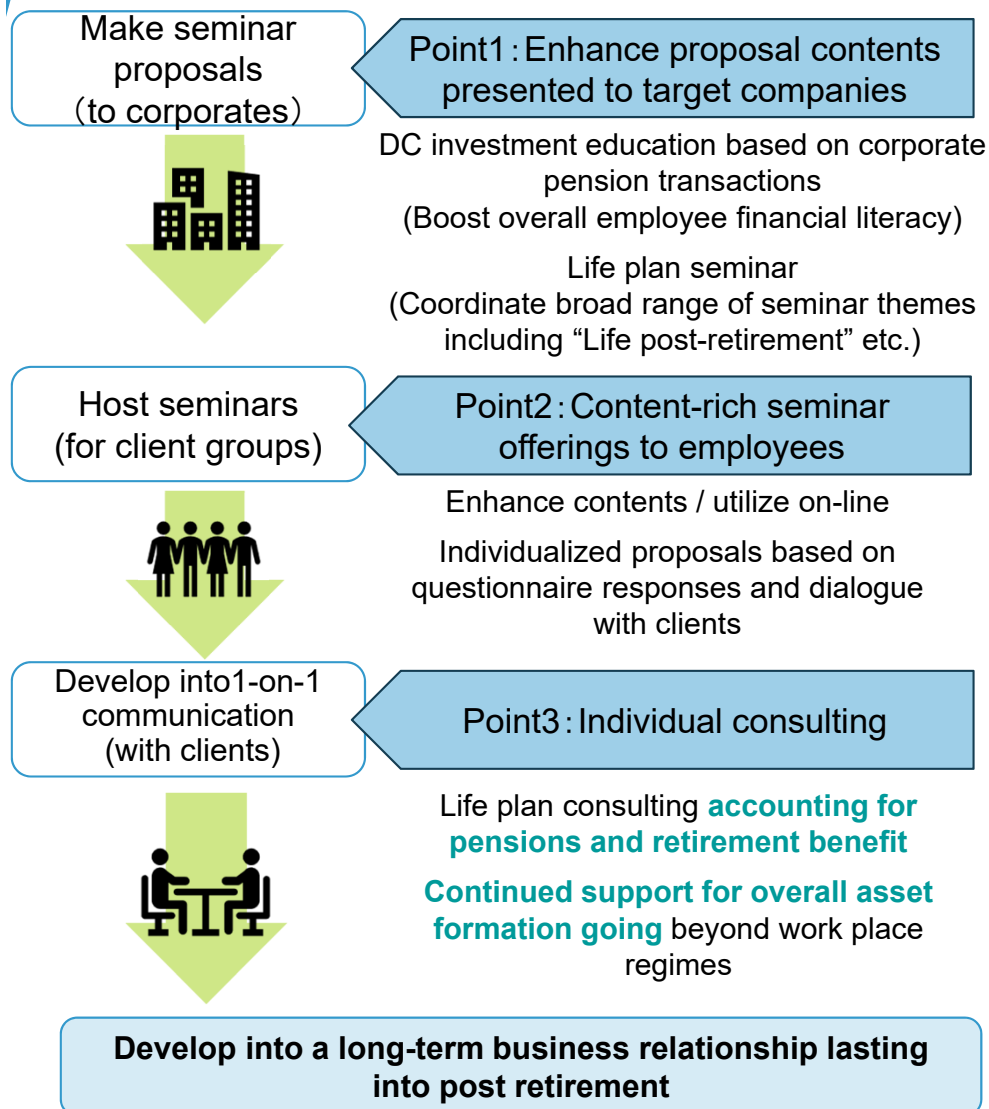 Make seminar
proposals
（to corporates）
Point1：Enhance proposal contents
presented to target companies
DC investment education based on corporate
pension transactions
(Boost overall employee financial literacy)
Life plan seminar
(Coordinate broad range of seminar themes
including “Life post-retirement” etc.)
Host seminars
(for client groups)
Point2：Content-rich seminar
offerings to employees
Enhance contents / utilize on-line
Individualized proposals based on
questionnaire responses and dialogue
with clients
Develop into1-on-1
communication
(with clients)
Point3：Individual consulting
Life plan consulting accounting for
pensions and retirement benefit
Continued support for overall asset
formation going beyond work place
regimes
Develop into a long-term business relationship lasting
into post retirement